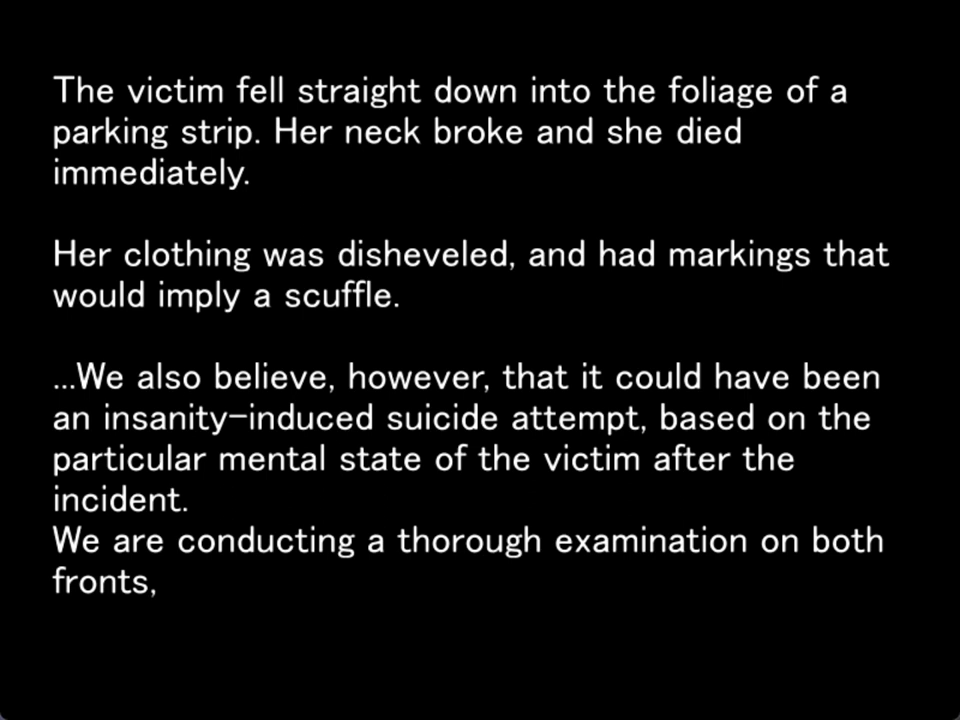 The victim fell straight down into the foliage of a
parking strip. Her neck broke and she died
immediately.
Her clothing was disheveled, and had markings that
would imply a scuffle.
...We also believe, however, that it could have been
an insanity-induced suicide attempt, based on the
particular mental state of the victim after the
incident.
We are conducting a thorough examination on both
fronts,